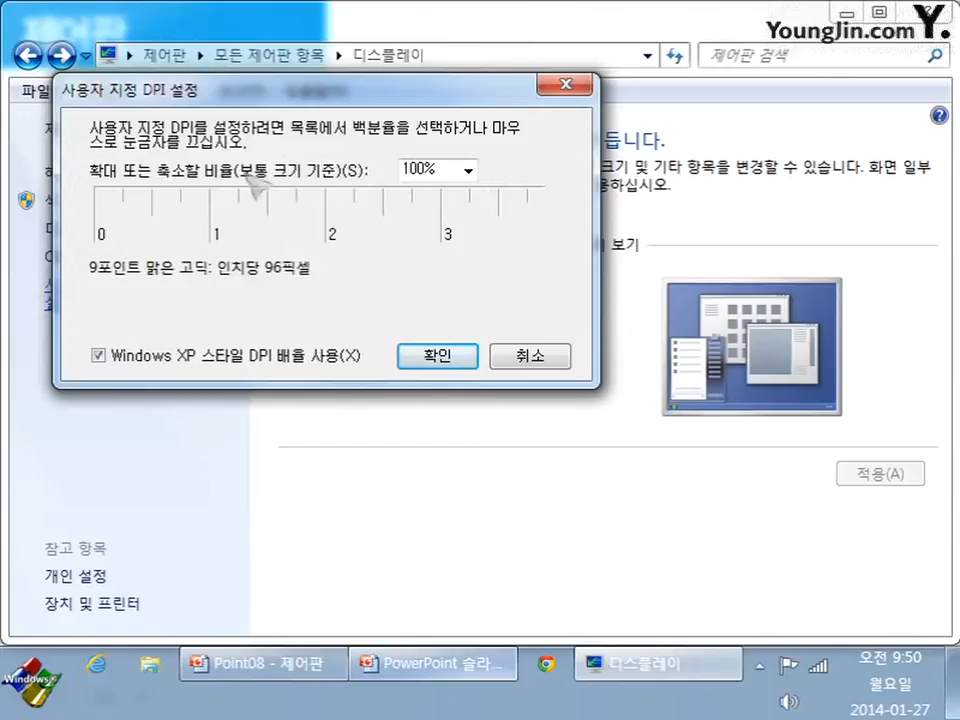 제어판
YoungJin.com Y.
제어판 ▸ 모든 제어판 항목 ▸ 디스플레이
제어판 검색
파일
사용자 지정 DPI 설정
사용자 지정 DPI를 설정하려면 목록에서 백분율을 선택하거나 마우
스로 눈금자를 끄십시오.
확대 또는 축소할 비율(보통 크기 기준)(S):
100%
0 1 2 3
9포인트 맑은 고딕: 인치당 96픽셀
Windows XP 스타일 DPI 배율 사용(X)
확인
취소
듭니다.
크기 및 기타 항목을 변경할 수 있습니다. 화면 일부
용하십시오.
보기
적용(A)
참고 항목
개인 설정
장치 및 프린터
Windows
Point08 - 제어판
PowerPoint 슬라...
디스플레이
오전 9:50
월요일
2014-01-27